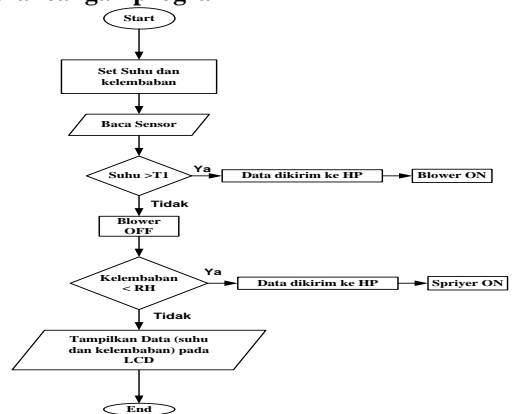 Start
Set Suhu dan
kelembaban
Baca Sensor
Suhu >T1
Ya
Data dikirim ke HP
Blower ON
Tidak
Blower
OFF
Kelembaban
< RH
Ya
Data dikirim ke HP
Spriyer ON
Tidak
Tampilkan Data (suhu
dan kelembaban) pada
LCD
End